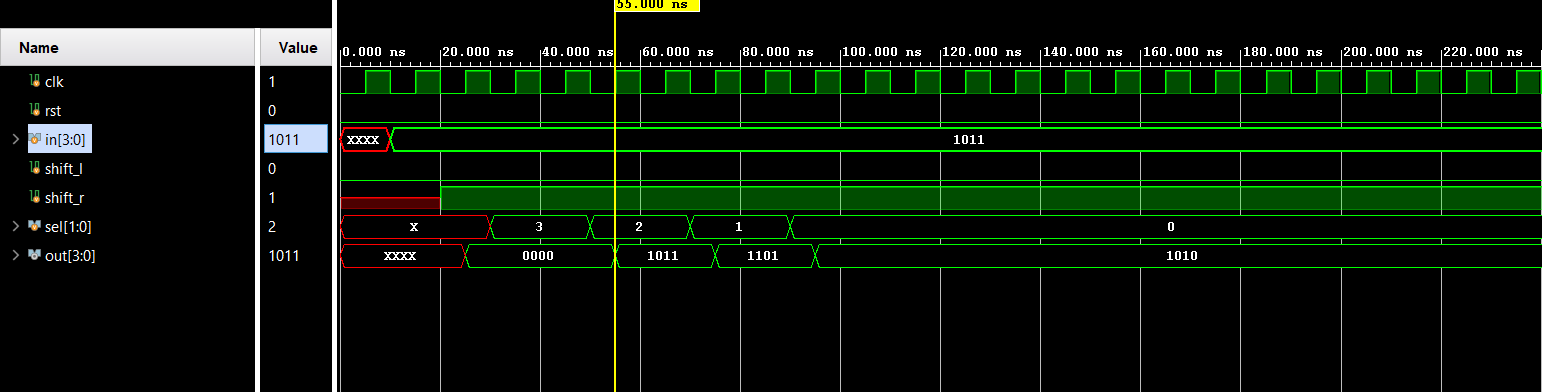 55.000 ns
Name Value
0.000 ns 20.000 ns 40.000 ns 60.000 ns 80.000 ns 100.000 ns 120.000 ns 140.000 ns 160.000 ns 180.000 ns 200.000 ns 220.000 ns
clk 1
rst 0
in[3:0] 1011 XXXX 1011
shift_l 0
shift_r 1
sel[1:0] 2 X 3 2 1 0
out[3:0] 1011 XXXX 0000 1011 1101 1010